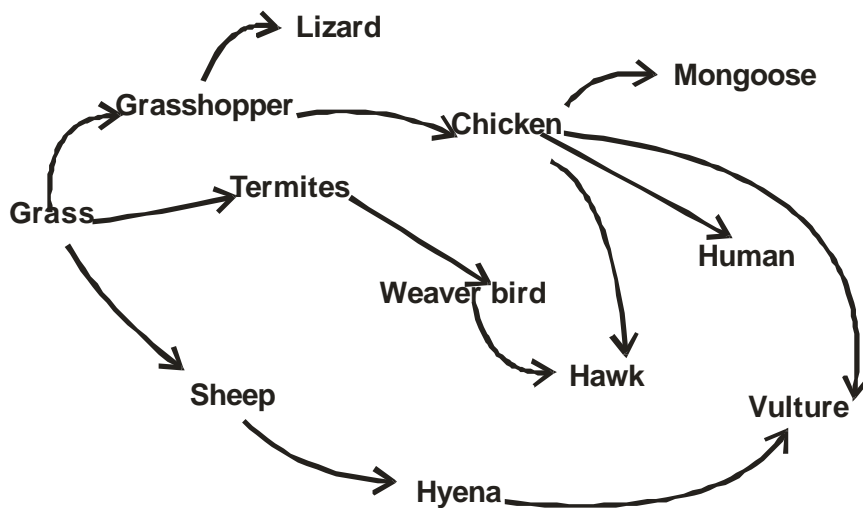 Lizard
Mongoose
Grasshopper
Chicken
Termites
Grass
Human
Weaver bird
Hawk
Sheep
Vulture
Hyena